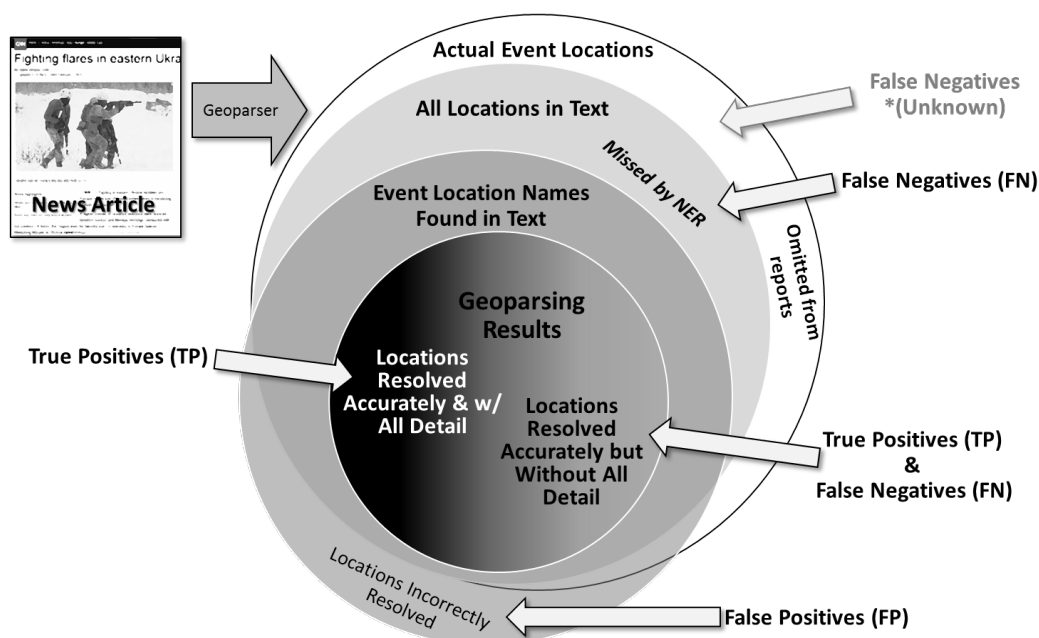 CNN
Fighting flares in eastern Ukra
News Article
Geoparser
Actual Event Locations
All Locations in Text
Missed by NER
Event Location Names
Found in Text
Geoparsing
Results
Locations
Resolved
Accurately & w/
All Detail
Locations
Resolved
Accurately but
Without All
Detail
Locations Incorrectly
Resolved
Omitted from
reports
False Negatives
*(Unknown)
False Negatives (FN)
True Positives (TP)
True Positives (TP)
&
False Negatives (FN)
False Positives (FP)